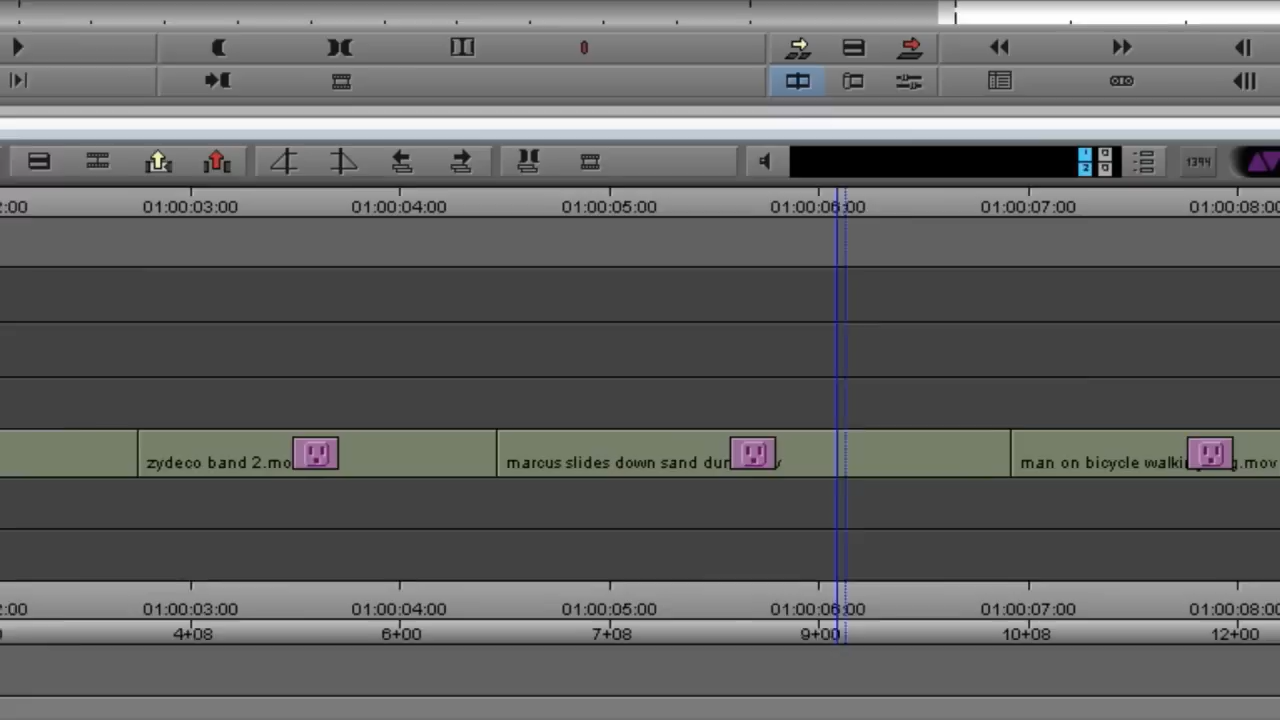 0
1 a
2 a
1394
2:00 01:00:03:00 01:00:04:00 01:00:05:00 01:00:06:00 01:00:07:00 01:00:08:00
zydeco band 2.mo marcus slides down sand dun man on bicycle walking .mov
2:00 01:00:03:00 01:00:04:00 01:00:05:00 01:00:06:00 01:00:07:00 01:00:08:00
4+08 6+00 7+08 9+00 10+08 12+00